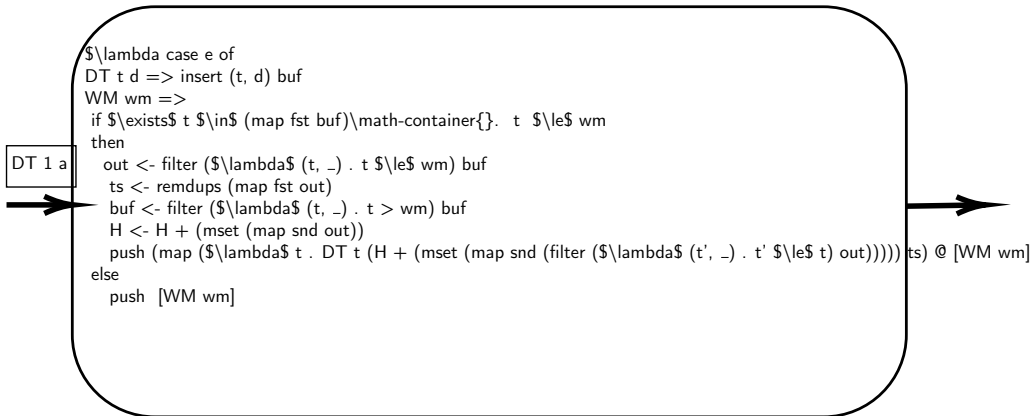 $\lambda case e of
DT t d => insert (t, d) buf
WM wm =>
if $\exists$ t $\in$ (map fst buf)\math-container{}. t $\le$ wm
then
DT 1 a
out <- filter ($\lambda$ (t, _) . t $\le$ wm) buf
ts <- remdups (map fst out)
buf <- filter ($\lambda$ (t, _) . t > wm) buf
H <- H + (mset (map snd out))
push (map ($\lambda$ t . DT t (H + (mset (map snd (filter ($\lambda$ (t', _) . t' $\le$ t) out))))) ts) @ [WM wm]
else
push [WM wm]